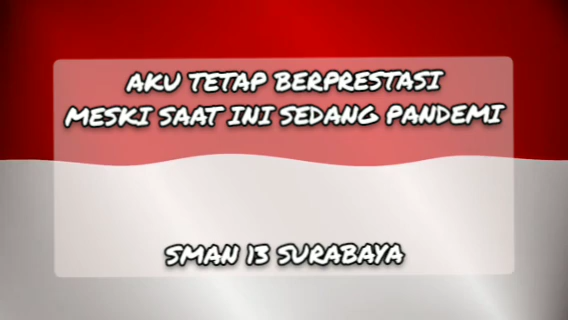 AKU TETAP BERPRESTASI
MESKI SAAT INI SEDANG PANDEMI
SMAN 13 SURABAYA